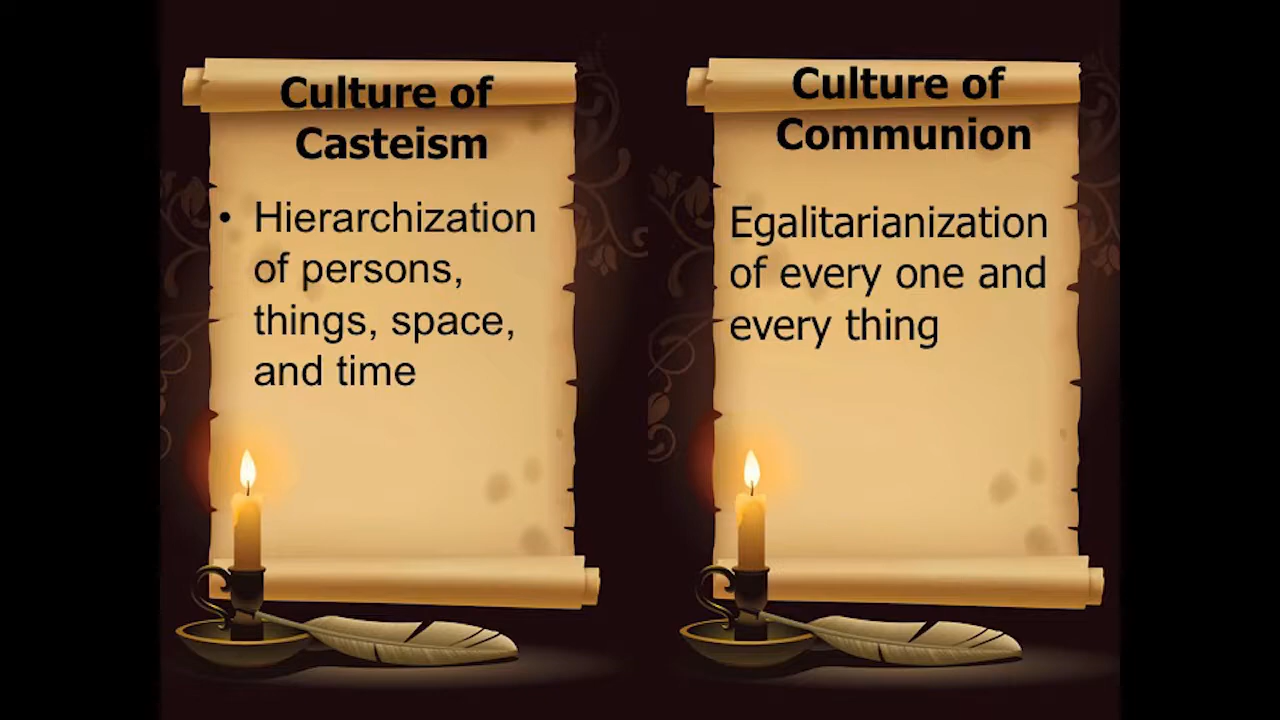 Culture of
Casteism
• Hierarchization
of persons,
things, space,
and time
Culture of
Communion
Egalitarianization
of every one and
every thing